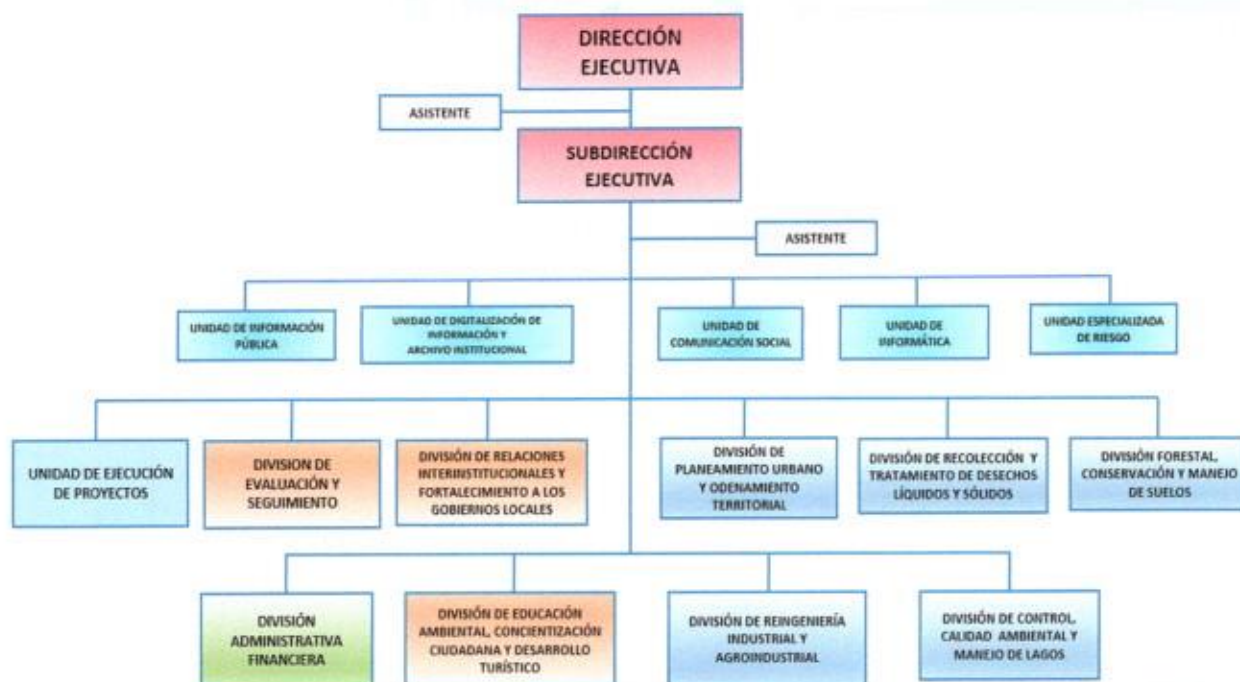 DIRECCIÓN
EJECUTIVA
ASISTENTE
SUBDIRECCIÓN
EJECUTIVA
ASISTENTE
UNIDAD DE INFORMACIÓN
PÚBLICA
UNIDAD DE DIGITALIZACIÓN DE
INFORMACIÓN Y
ARCHIVO INSTITUCIONAL
UNIDAD DE
COMUNICACIÓN SOCIAL
UNIDAD DE
INFORMÁTICA
UNIDAD ESPECIALIZADA
DE RIESGO
UNIDAD DE EJECUCIÓN
DE PROYECTOS
DIVISION DE
EVALUACIÓN Y
SEGUIMIENTO
DIVISIÓN DE RELACIONES
INTERINSTITUCIONALES Y
FORTALECIMIENTO A LOS
GOBIERNOS LOCALES
DIVISIÓN DE
PLANEAMIENTO URBANO
Y ODENAMIENTO
TERRITORIAL
DIVISIÓN DE RECOLECCIÓN Y
TRATAMIENTO DE DESECHOS
LÍQUIDOS Y SÓLIDOS
DIVISIÓN FORESTAL,
CONSERVACIÓN Y MANEJO
DE SUELOS
DIVISIÓN
ADMINISTRATIVA
FINANCIERA
DIVISIÓN DE EDUCACIÓN
AMBIENTAL, CONCIENTIZACIÓN
CIUDADANA Y DESARROLLO
TURÍSTICO
DIVISIÓN DE REINGENIERÍA
INDUSTRIAL Y
AGROINDUSTRIAL
DIVISIÓN DE CONTROL,
CALIDAD AMBIENTAL Y
MANEJO DE LAGOS